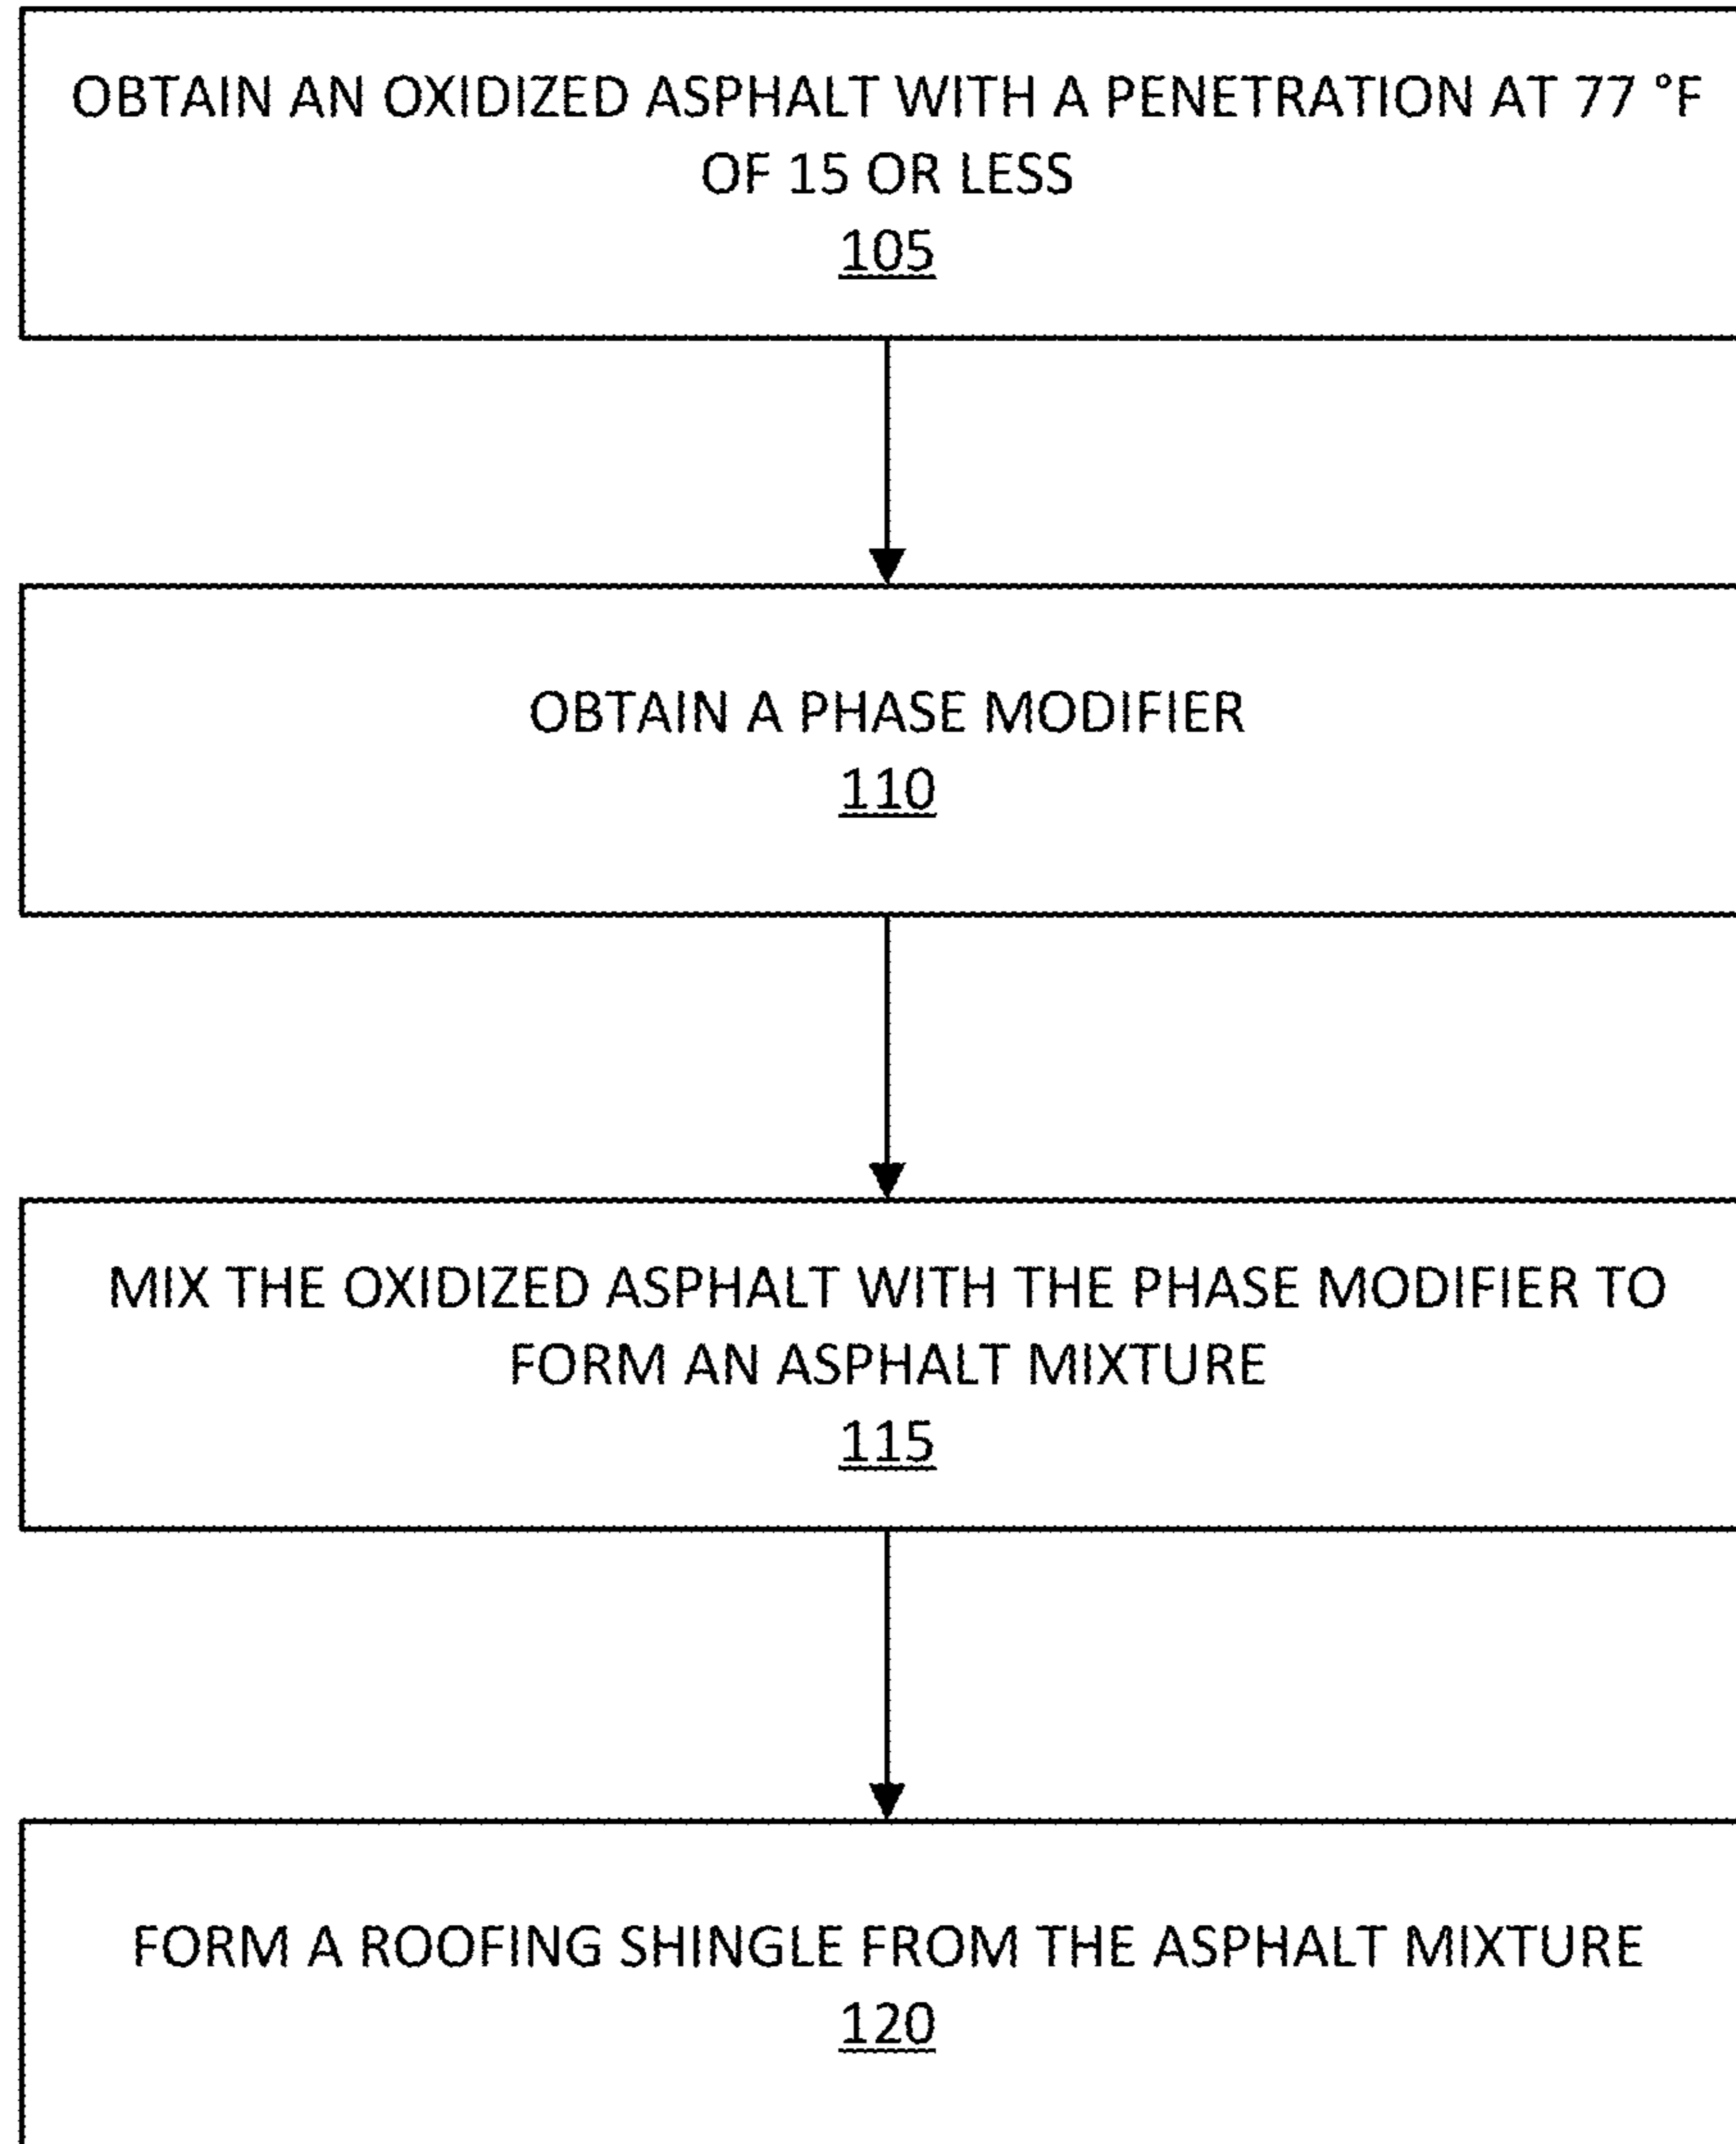 OBTAIN AN OXIDIZED ASPHALT WITH A PENETRATION AT 77 °F
OF 15 OR LESS
105
OBTAIN A PHASE MODIFIER
110
MIX THE OXIDIZED ASPHALT WITH THE PHASE MODIFIER TO
FORM AN ASPHALT MIXTURE
115
FORM A ROOFING SHINGLE FROM THE ASPHALT MIXTURE
120